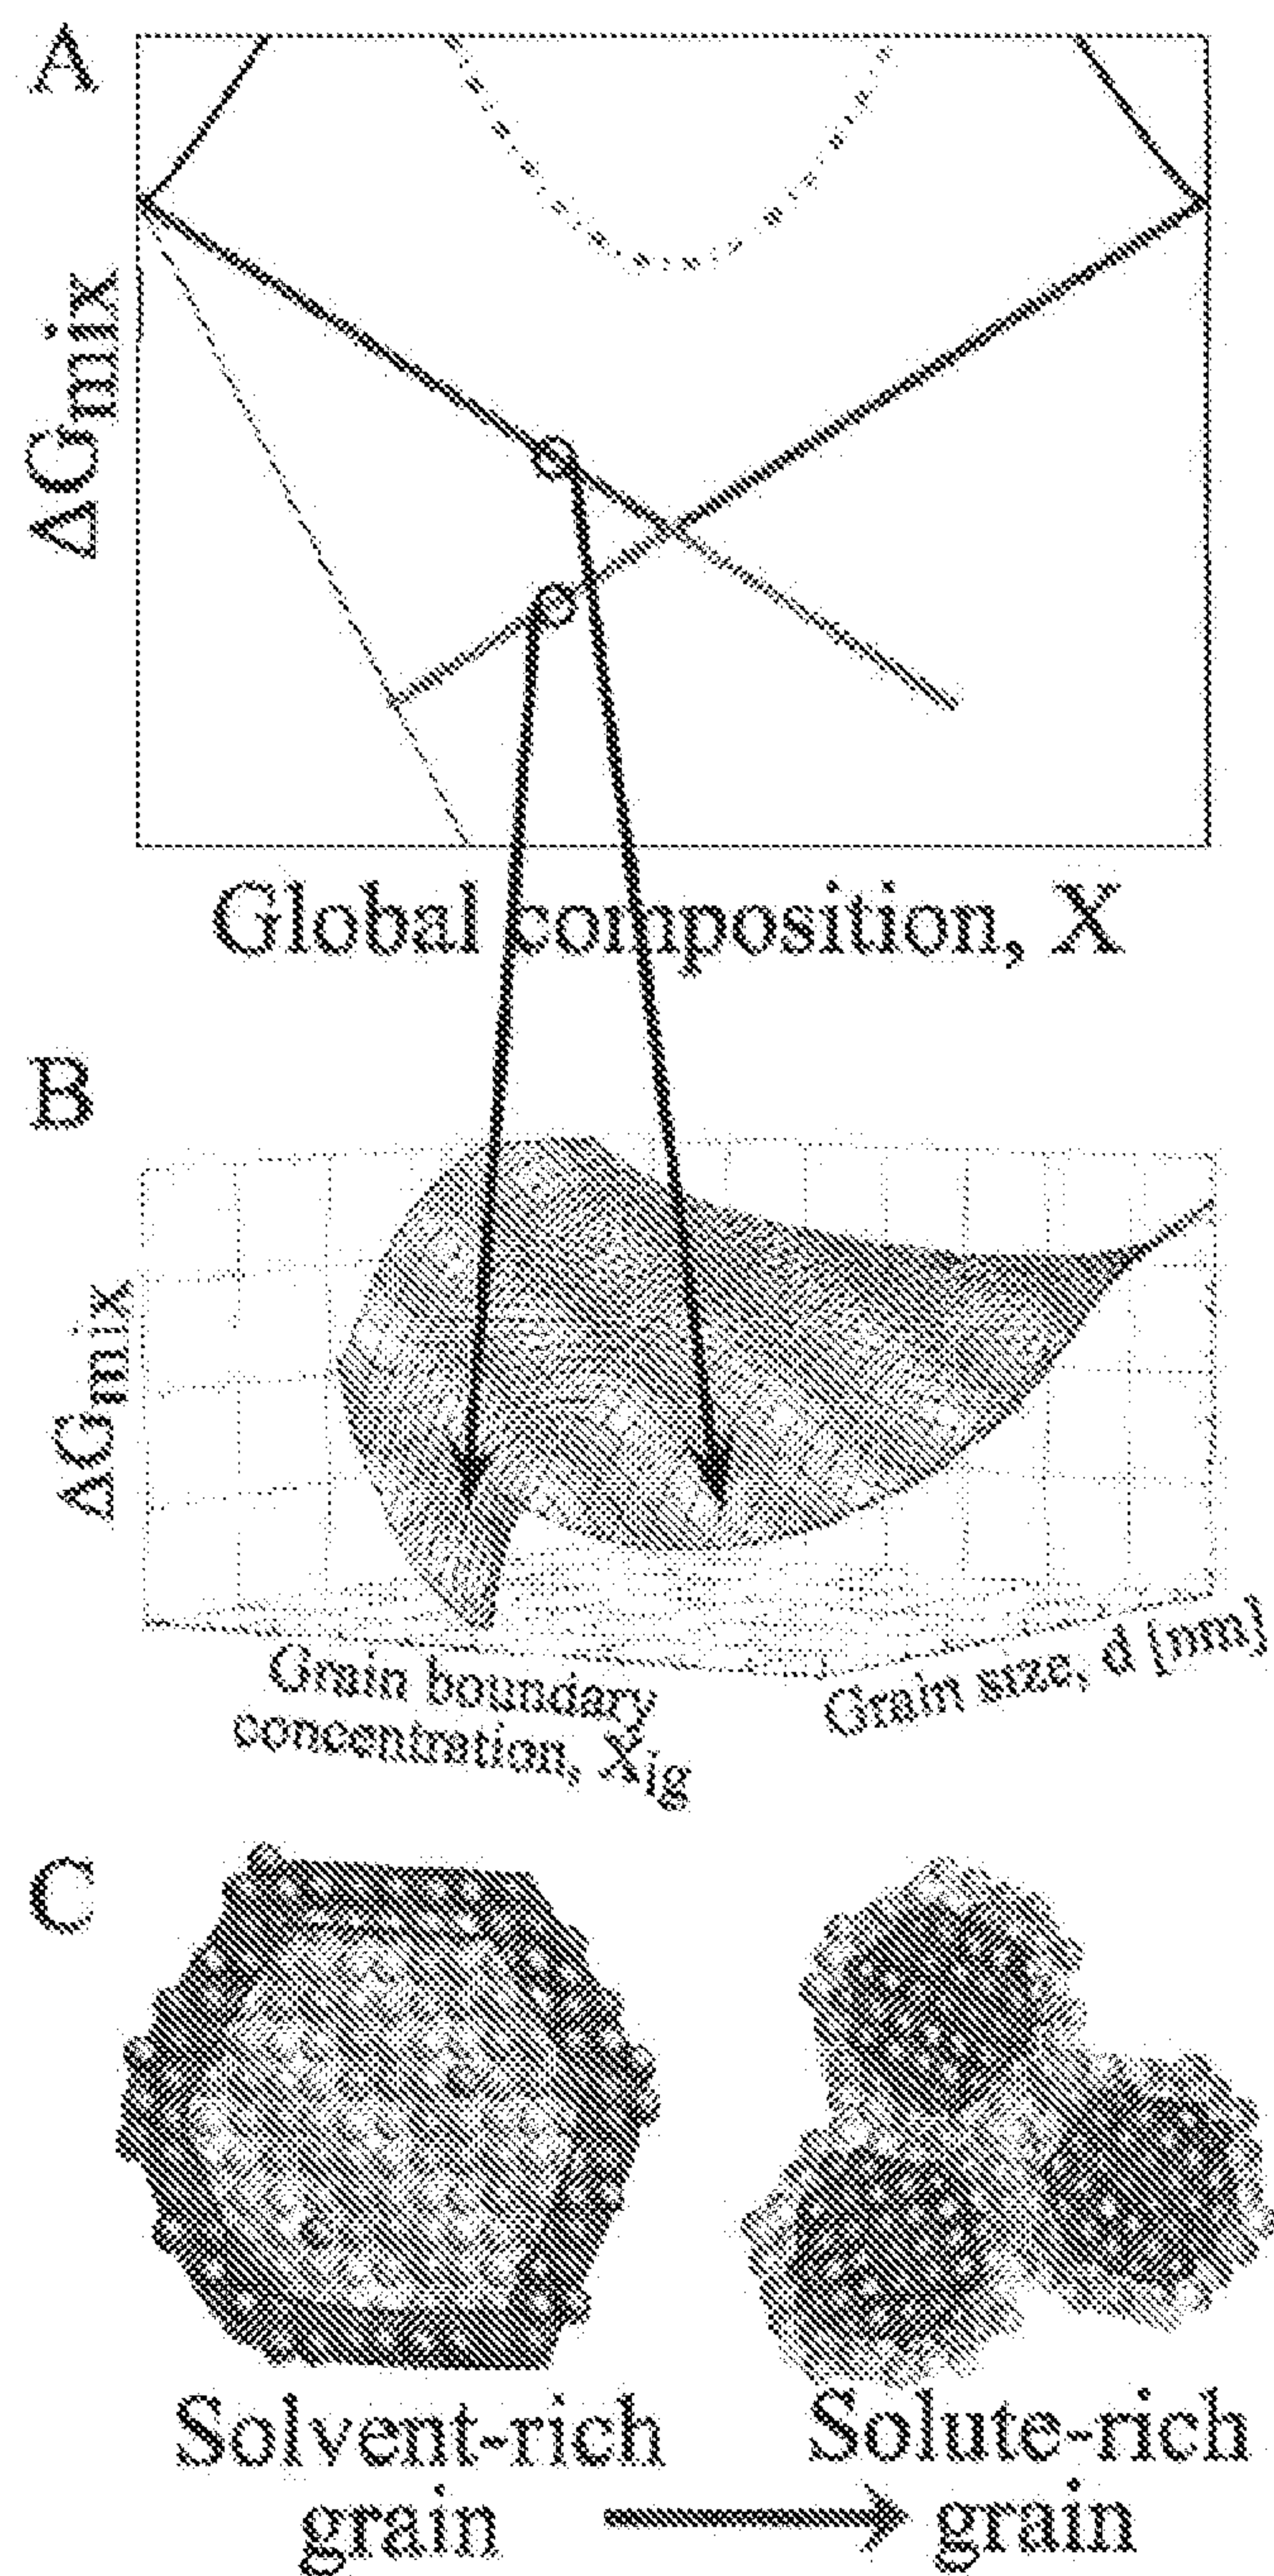 A
ΔGmix
Global composition, X
B
ΔGmix
Grain boundary
concentration, Xig
Grain size, d [nm]
C
Solvent-rich
grain
Solute-rich
grain